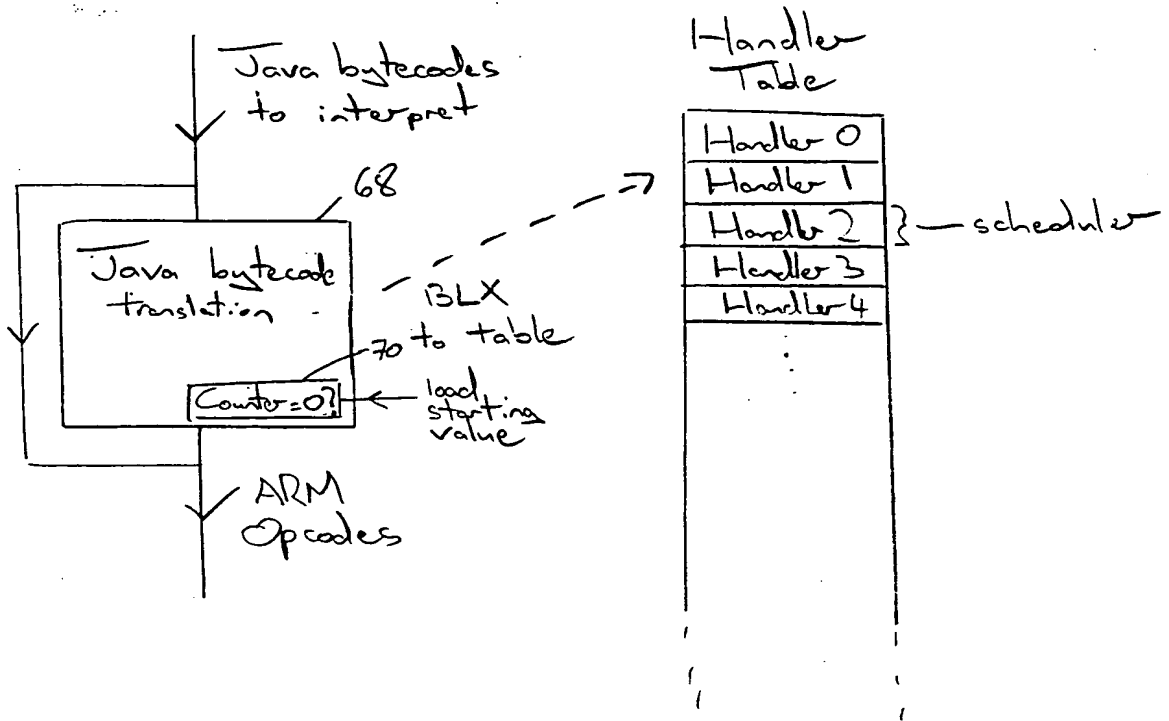 Java bytecodes
to interpret
68
Java bytecode
translation
BLX
to table
70
Counter=0?
load
starting
value
ARM
Opcodes
Handler
Table
Handler 0
Handler 1
Handler 2
scheduler
Handler 3
Handler 4